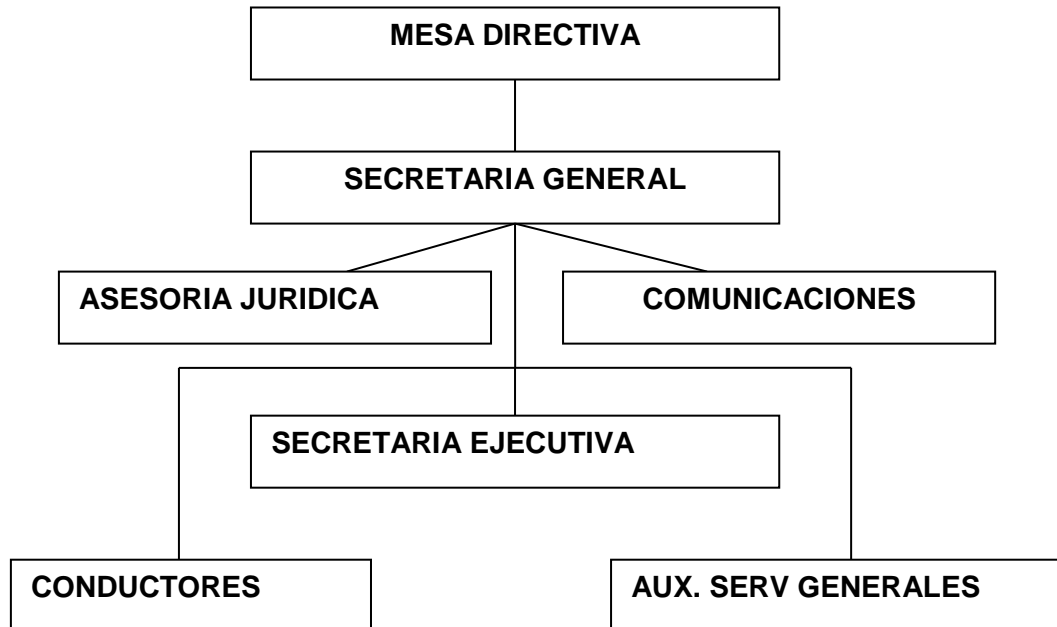 MESA DIRECTIVA
SECRETARIA GENERAL
ASESORIA JURIDICA
COMUNICACIONES
SECRETARIA EJECUTIVA
CONDUCTORES
AUX. SERV GENERALES